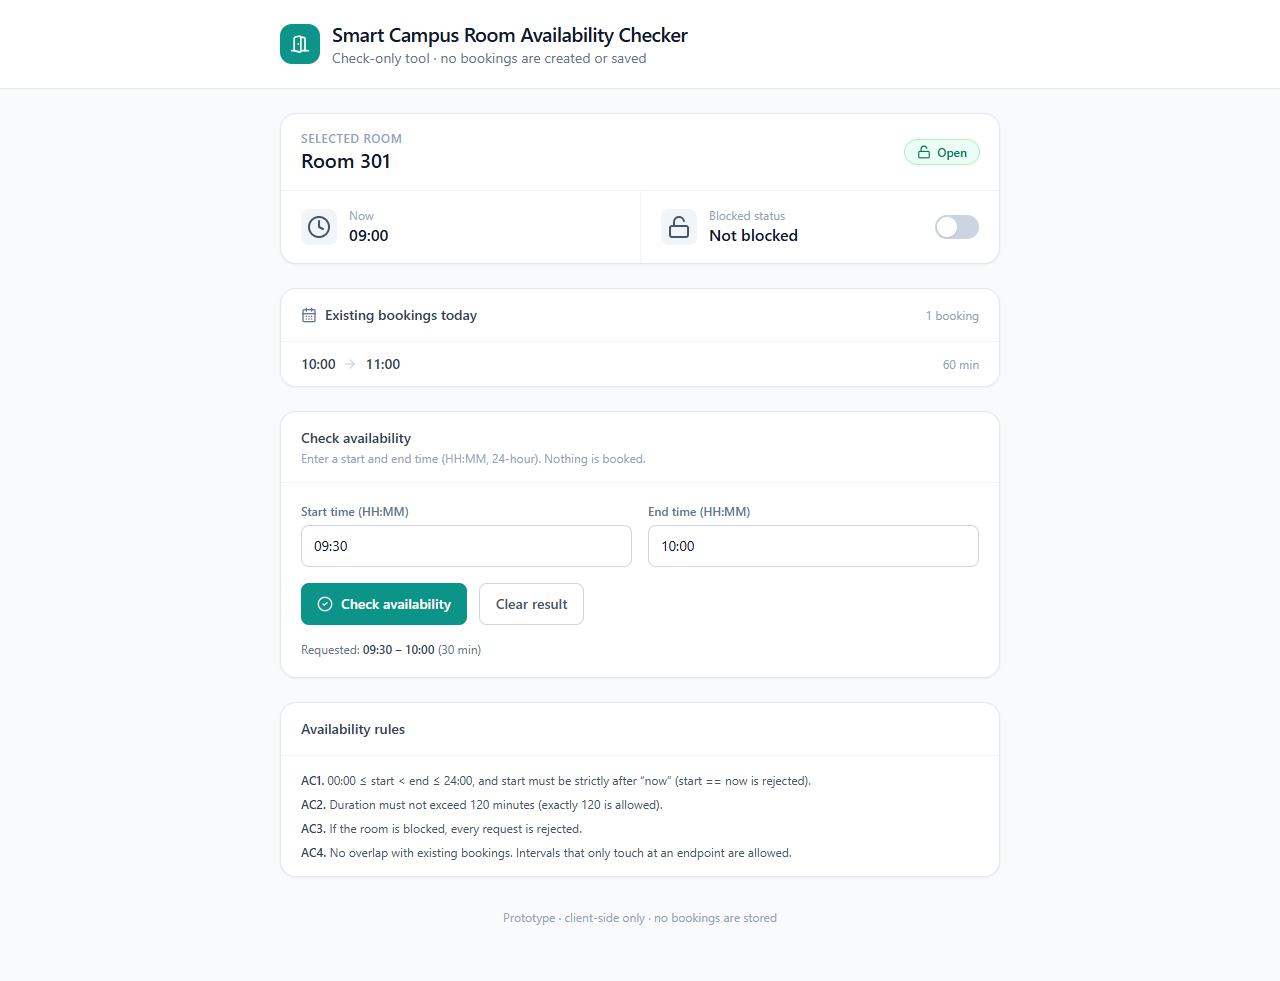 Smart Campus Room Availability Checker
Check-only tool · no bookings are created or saved
SELECTED ROOM
Room 301
Open
Now
09:00
Blocked status
Not blocked
Existing bookings today
1 booking
10:00 → 11:00
60 min
Check availability
Enter a start and end time (HH:MM, 24-hour). Nothing is booked.
Start time (HH:MM)
End time (HH:MM)
09:30
10:00
Check availability
Clear result
Requested: 09:30 – 10:00 (30 min)
Availability rules
AC1. 00:00 ≤ start < end ≤ 24:00, and start must be strictly after “now” (start == now is rejected).
AC2. Duration must not exceed 120 minutes (exactly 120 is allowed).
AC3. If the room is blocked, every request is rejected.
AC4. No overlap with existing bookings. Intervals that only touch at an endpoint are allowed.
Prototype · client-side only · no bookings are stored